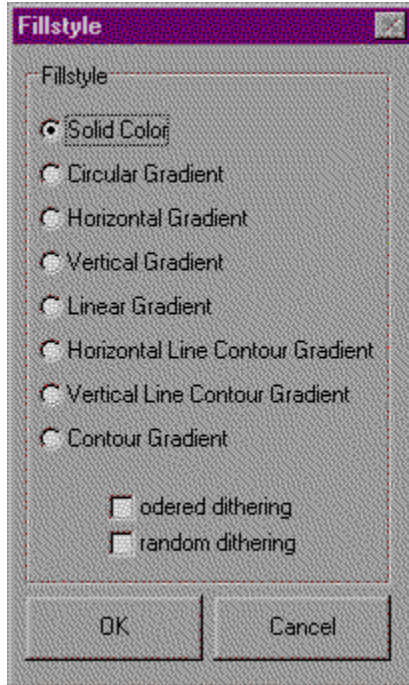 Fillstyle
Fillstyle
Solid Color
Circular Gradient
Horizontal Gradient
Vertical Gradient
Linear Gradient
Horizontal Line Contour Gradient
Vertical Line Contour Gradient
Contour Gradient
odered dithering
random dithering
OK
Cancel